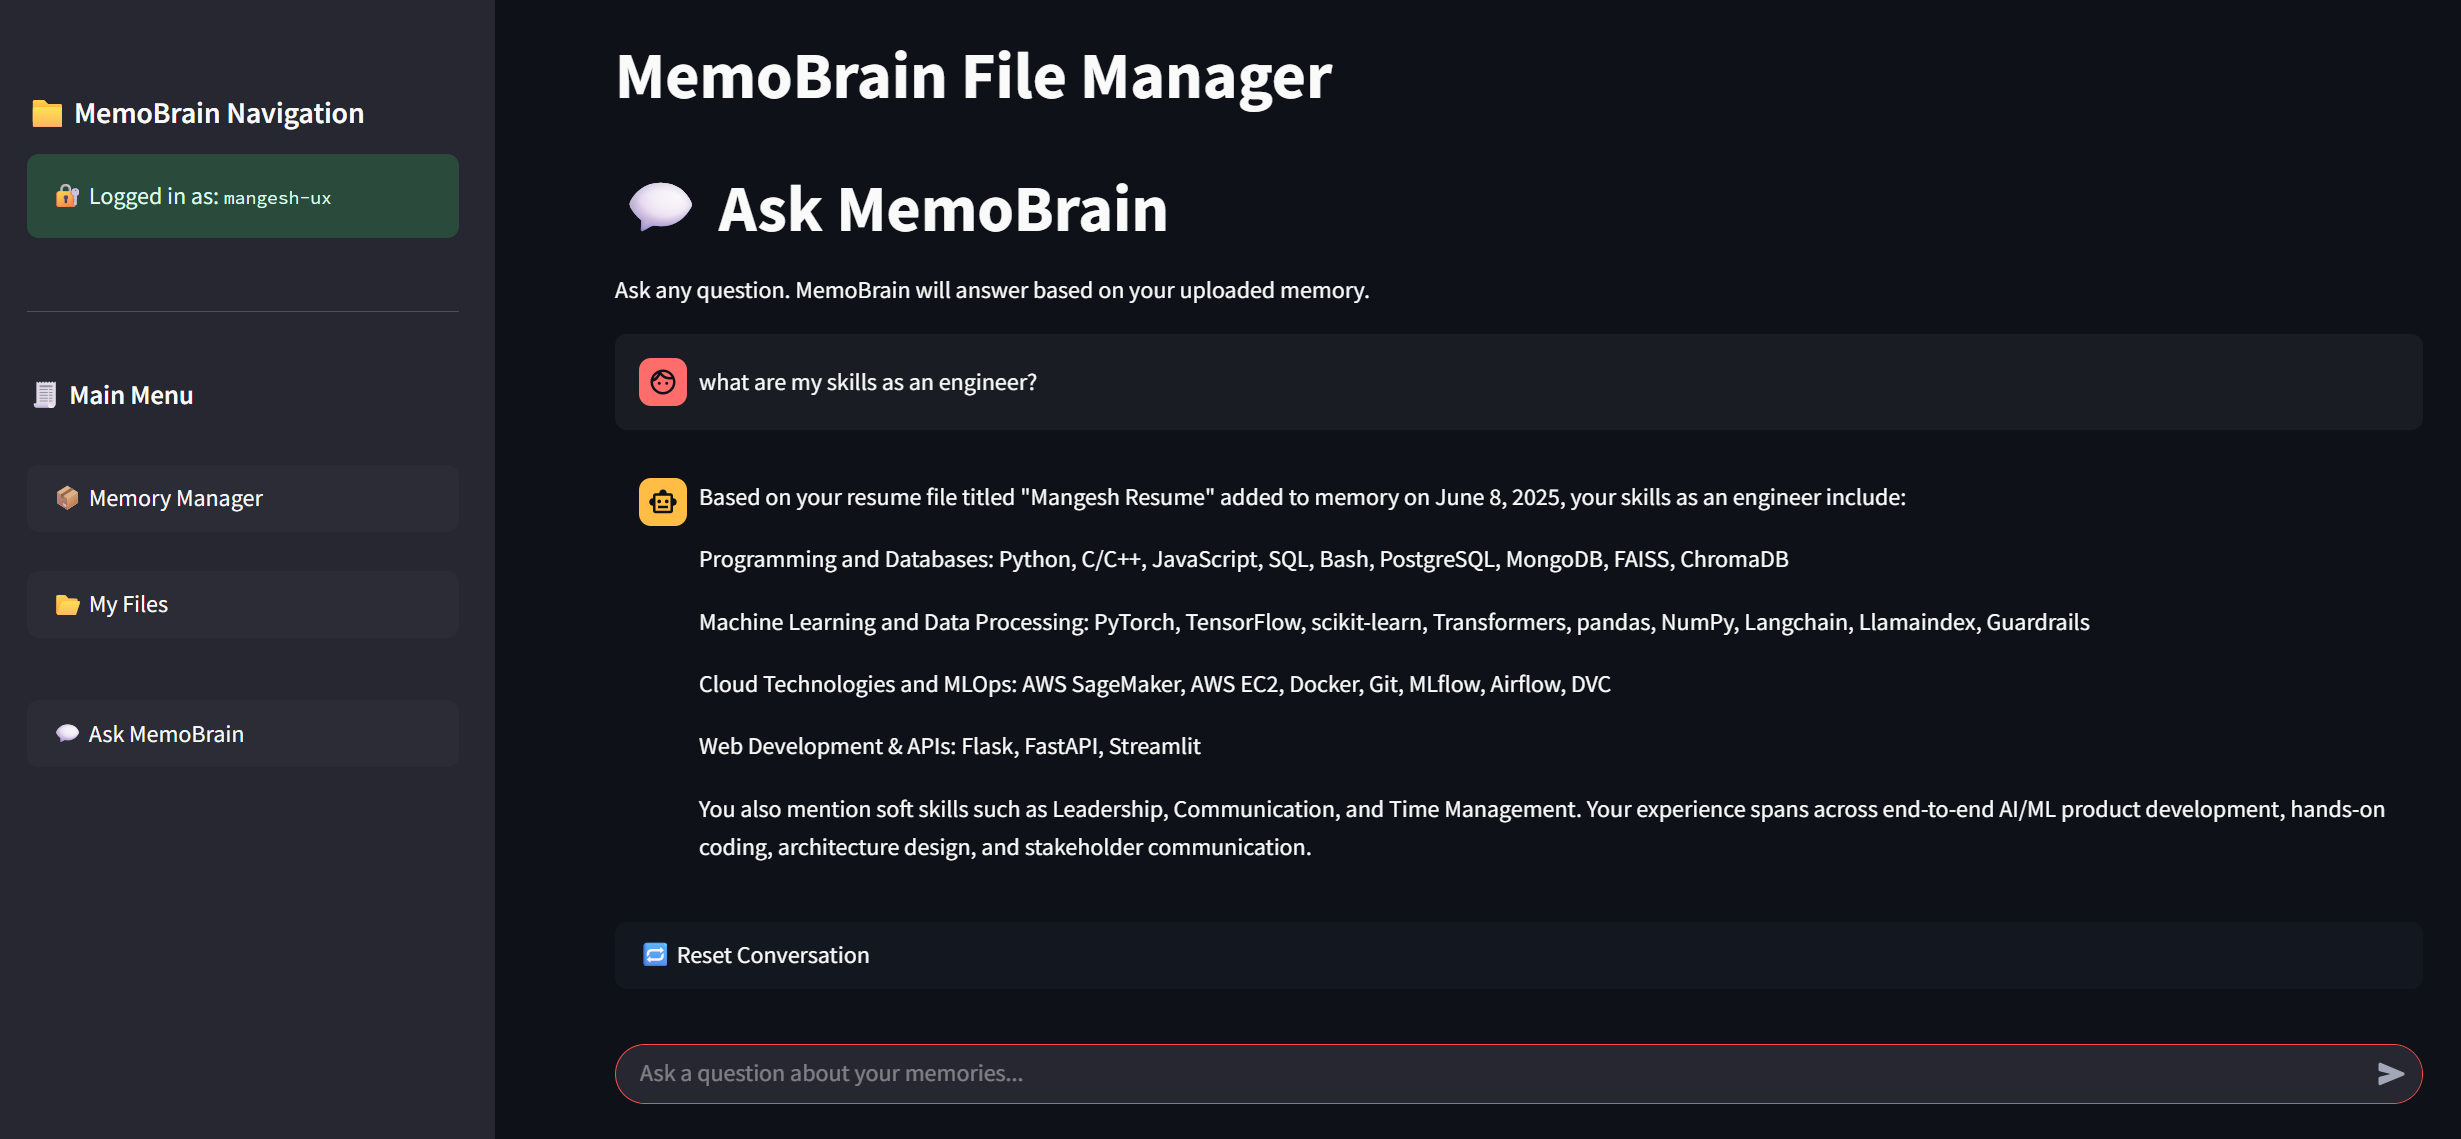 MemoBrain Navigation
Logged in as: mangesh-ux
Main Menu
Memory Manager
My Files
Ask MemoBrain
MemoBrain File Manager
Ask MemoBrain
Ask any question. MemoBrain will answer based on your uploaded memory.
what are my skills as an engineer?
Based on your resume file titled "Mangesh Resume" added to memory on June 8, 2025, your skills as an engineer include:
Programming and Databases: Python, C/C++, JavaScript, SQL, Bash, PostgreSQL, MongoDB, FAISS, ChromaDB
Machine Learning and Data Processing: PyTorch, TensorFlow, scikit-learn, Transformers, pandas, NumPy, Langchain, Llamaindex, Guardrails
Cloud Technologies and MLOps: AWS SageMaker, AWS EC2, Docker, Git, MLflow, Airflow, DVC
Web Development & APIs: Flask, FastAPI, Streamlit
You also mention soft skills such as Leadership, Communication, and Time Management. Your experience spans across end-to-end AI/ML product development, hands-on
coding, architecture design, and stakeholder communication.
Reset Conversation
Ask a question about your memories...